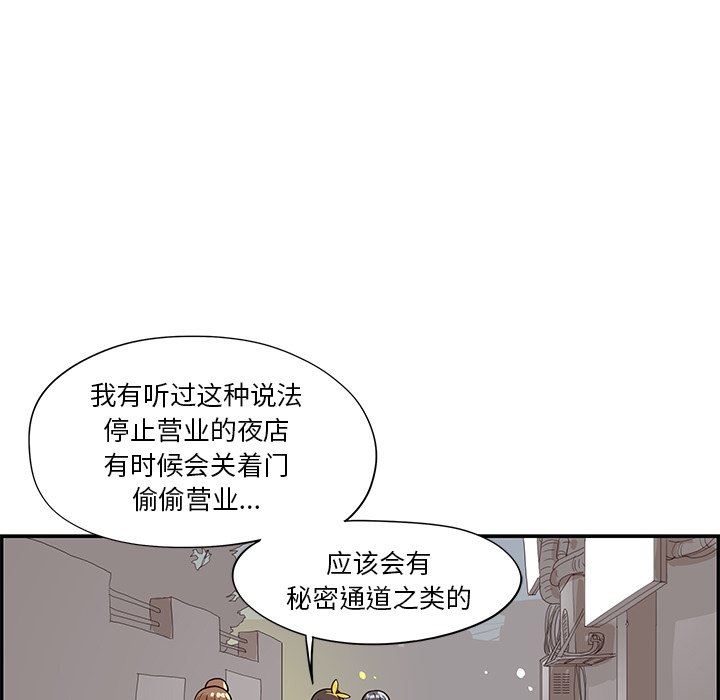 我有听过这种说法
停止营业的夜店
有时候会关着门
偷偷营业...
应该会有
秘密通道之类的